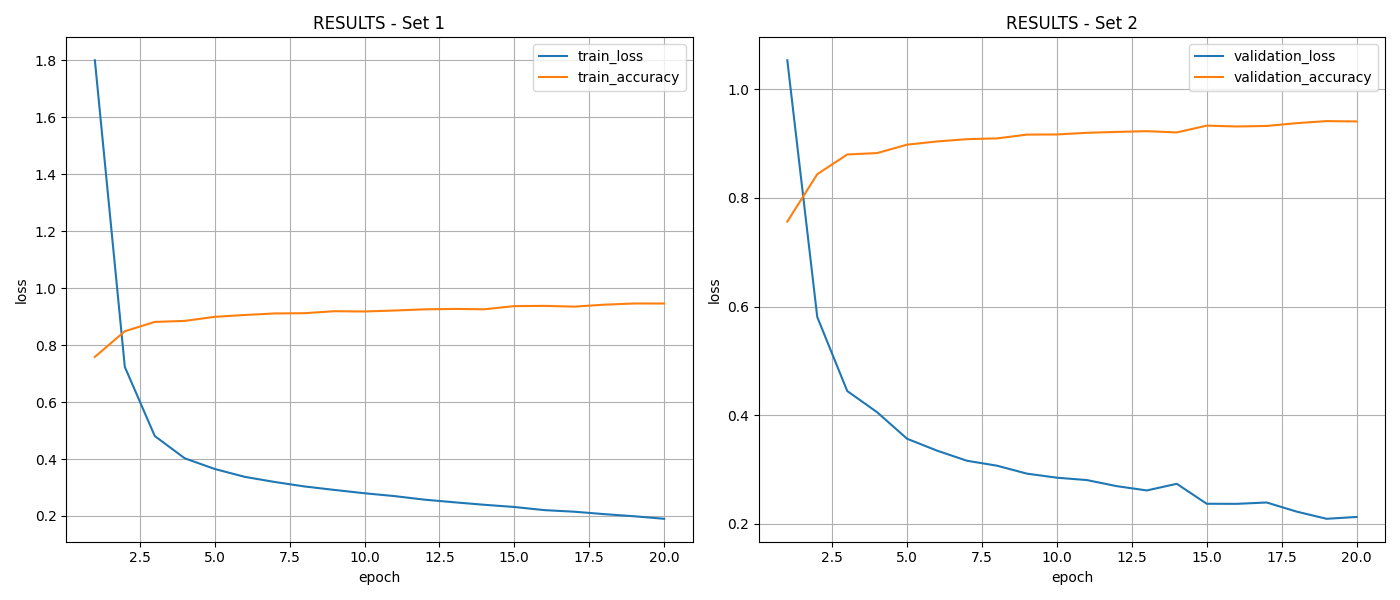 RESULTS - Set 1
train_loss
train_accuracy
1.8
1.6
1.4
1.2
1.0
0.8
0.6
0.4
0.2
loss
2.5 5.0 7.5 10.0 12.5 15.0 17.5 20.0
epoch
RESULTS - Set 2
validation_loss
validation_accuracy
1.0
0.8
0.6
0.4
0.2
loss
2.5 5.0 7.5 10.0 12.5 15.0 17.5 20.0
epoch